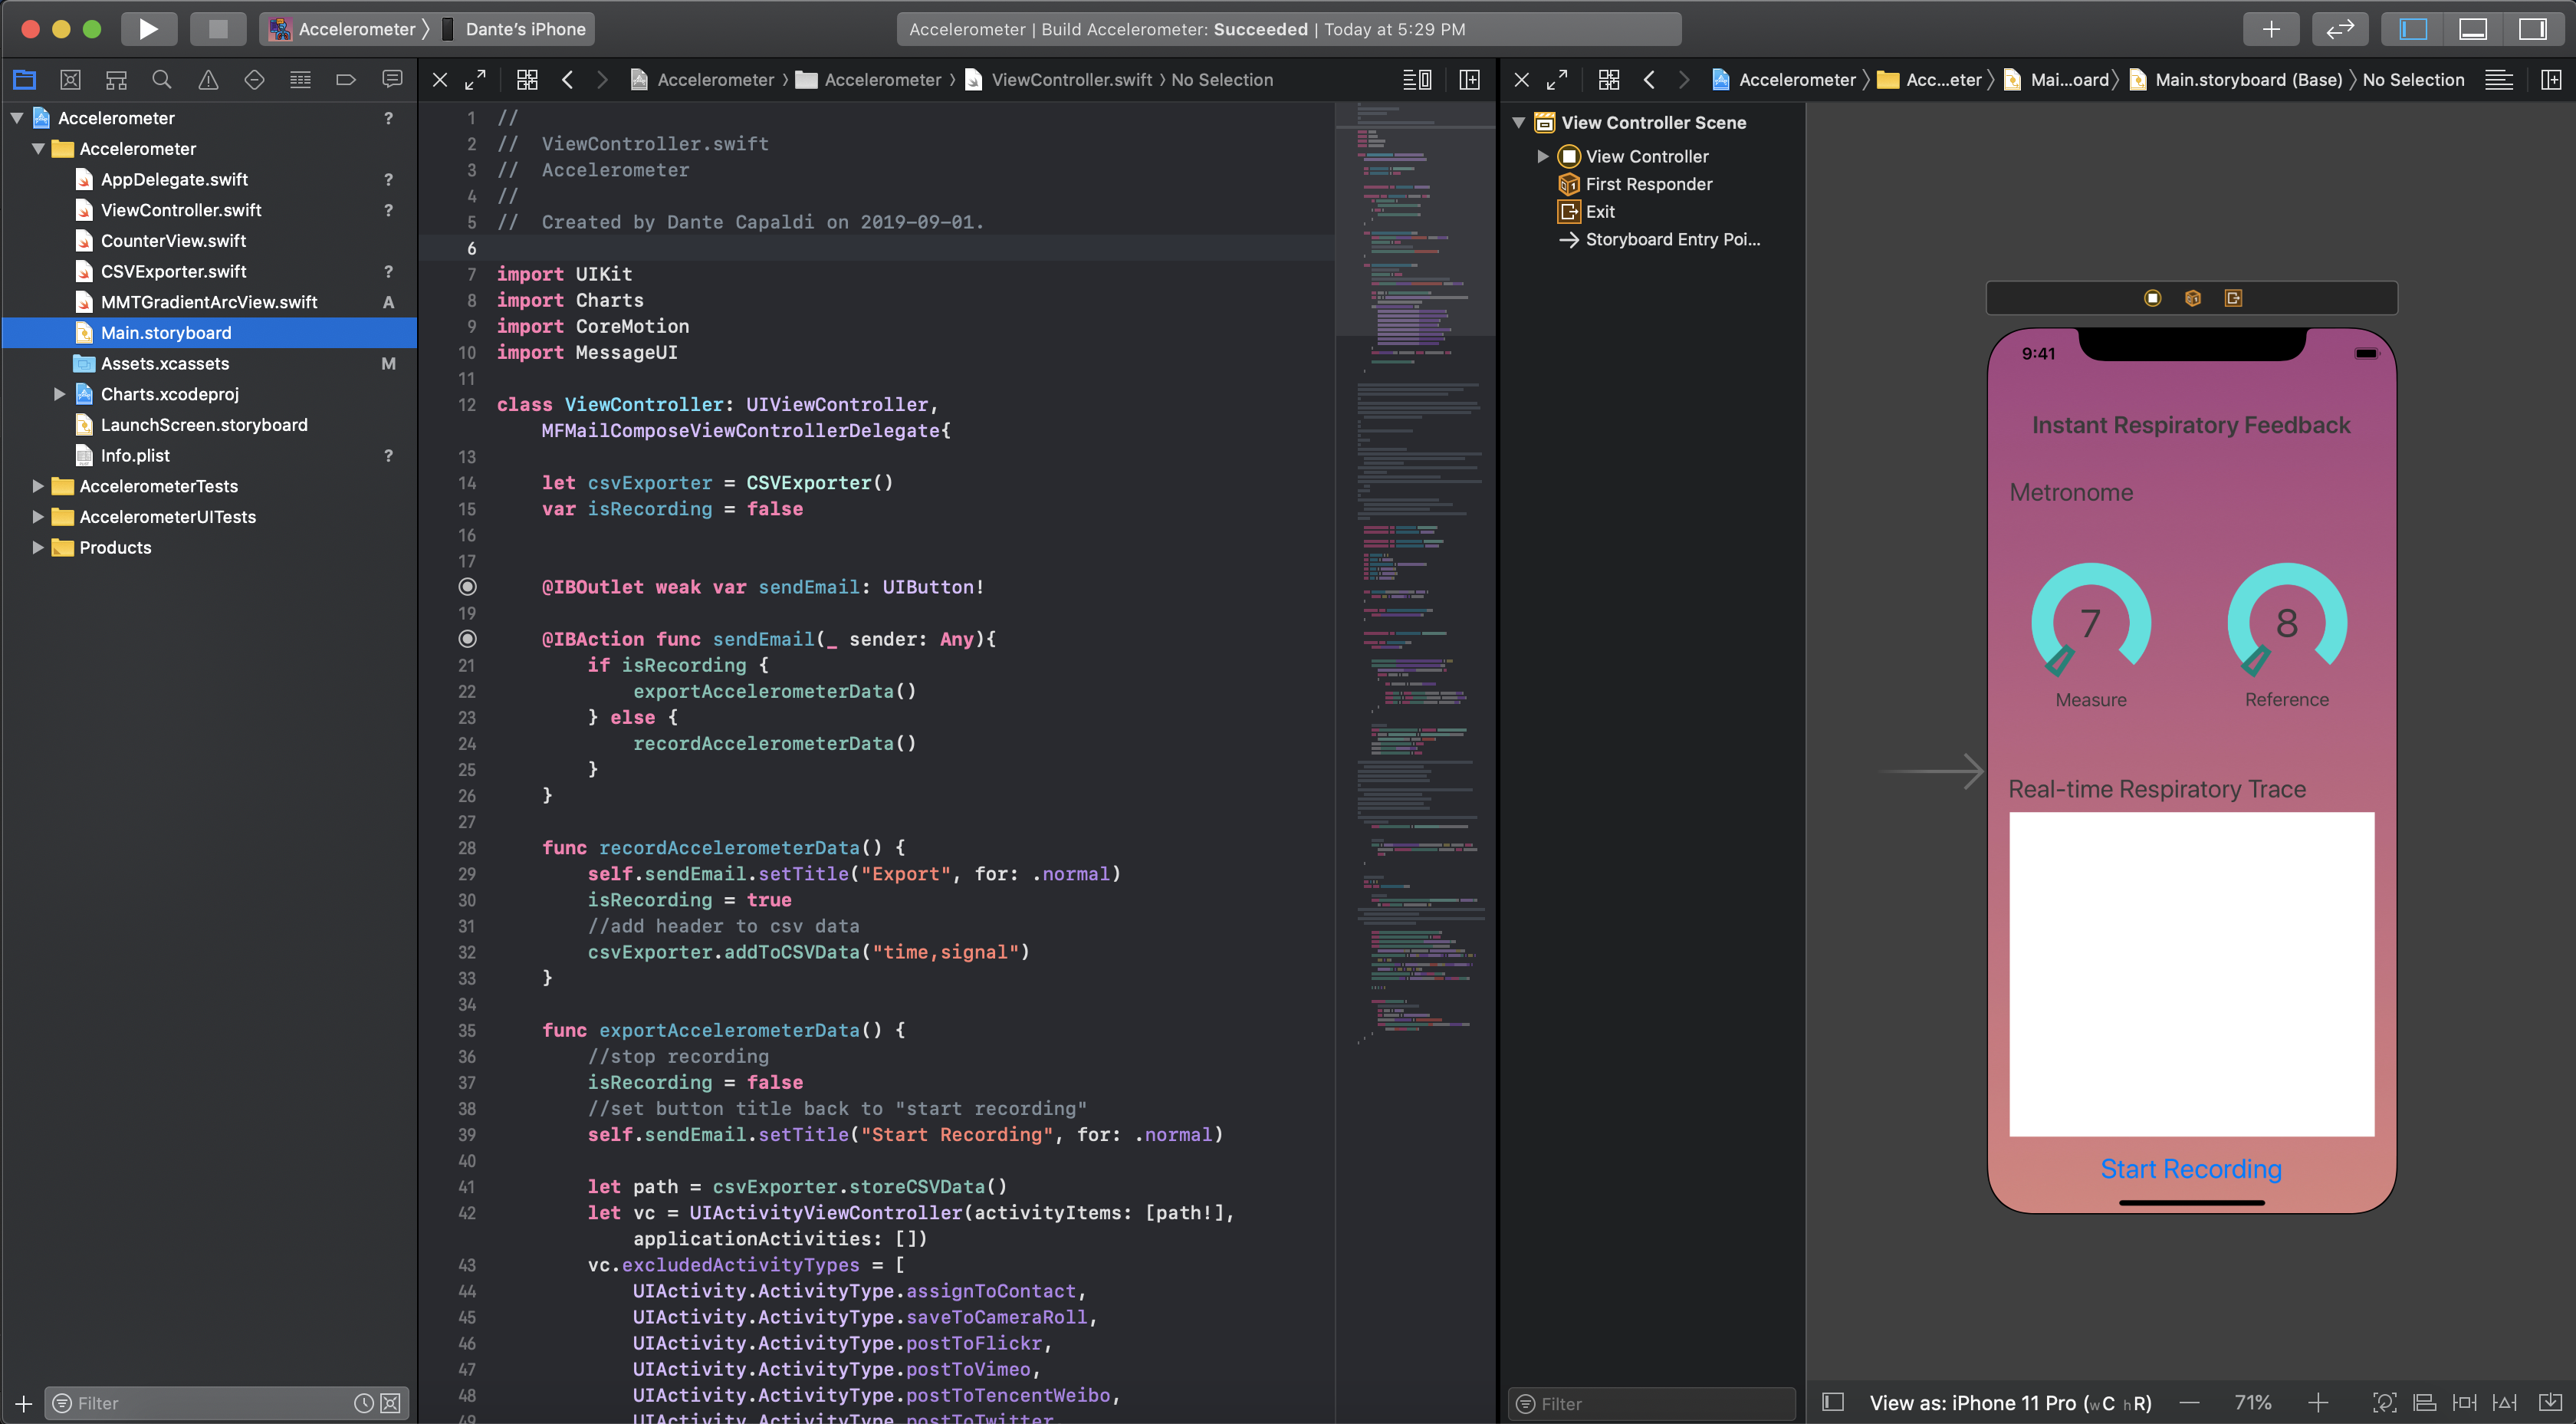 Accelerometer 〉 Dante's iPhone
Accelerometer | Build Accelerometer: Succeeded | Today at 5:29 PM
Accelerometer 〉 Accelerometer 〉 ViewController.swift 〉 No Selection
Accelerometer 〉 Acc...eter 〉 Mai...oard 〉 Main.storyboard (Base) 〉 No Selection
Accelerometer ?
Accelerometer
AppDelegate.swift ?
ViewController.swift ?
CounterView.swift
CSVExporter.swift ?
MMTGradientArcView.swift A
Main.storyboard
Assets.xcassets M
Charts.xcodeproj
LaunchScreen.storyboard
Info.plist ?
AccelerometerTests
AccelerometerUITests
Products
Filter
1 //
2 //  ViewController.swift
3 //  Accelerometer
4 //
5 //  Created by Dante Capaldi on 2019-09-01.
6
7 import UIKit
8 import Charts
9 import CoreMotion
10 import MessageUI
11
12 class ViewController: UIViewController,
MFMailComposeViewControllerDelegate{
13
14 let csvExporter = CSVExporter()
15 var isRecording = false
16
17
@IBOutlet weak var sendEmail: UIButton!
19
@IBAction func sendEmail(_ sender: Any){
21 if isRecording {
22 exportAccelerometerData()
23 } else {
24 recordAccelerometerData()
25 }
26 }
27
28 func recordAccelerometerData() {
29 self.sendEmail.setTitle("Export", for: .normal)
30 isRecording = true
31 //add header to csv data
32 csvExporter.addToCSVData("time,signal")
33 }
34
35 func exportAccelerometerData() {
36 //stop recording
37 isRecording = false
38 //set button title back to "start recording"
39 self.sendEmail.setTitle("Start Recording", for: .normal)
40
41 let path = csvExporter.storeCSVData()
42 let vc = UIActivityViewController(activityItems: [path!],
applicationActivities: [])
43 vc.excludedActivityTypes = [
44 UIActivity.ActivityType.assignToContact,
45 UIActivity.ActivityType.saveToCameraRoll,
46 UIActivity.ActivityType.postToFlickr,
47 UIActivity.ActivityType.postToVimeo,
48 UIActivity.ActivityType.postToTencentWeibo,
49 UIActivity.ActivityType.postToTwitter
View Controller Scene
View Controller
First Responder
Exit
Storyboard Entry Poi...
Filter
9:41
Instant Respiratory Feedback
Metronome
7 8
Measure Reference
Real-time Respiratory Trace
Start Recording
View as: iPhone 11 Pro (wC hR) — 71% +